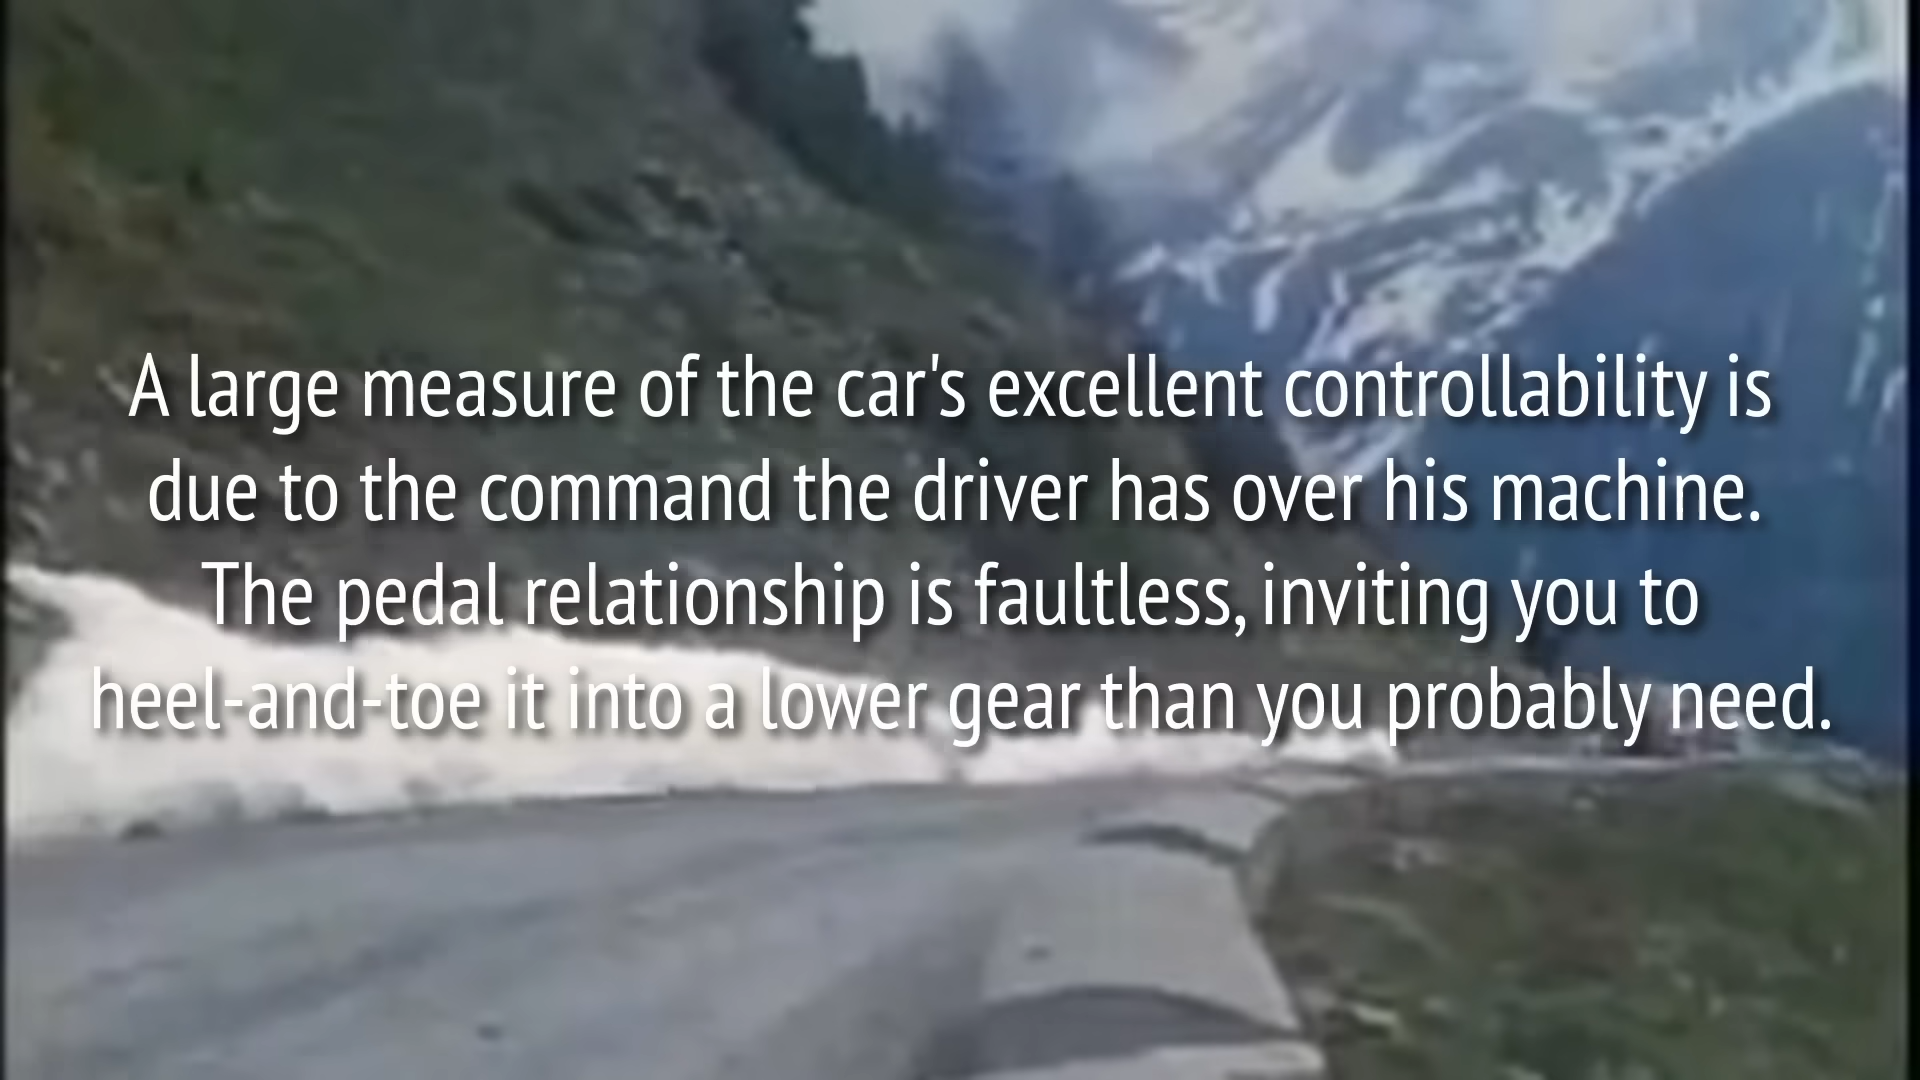 A large measure of the car's excellent controllability is
due to the command the driver has over his machine.
The pedal relationship is faultless, inviting you to
heel-and-toe it into a lower gear than you probably need.